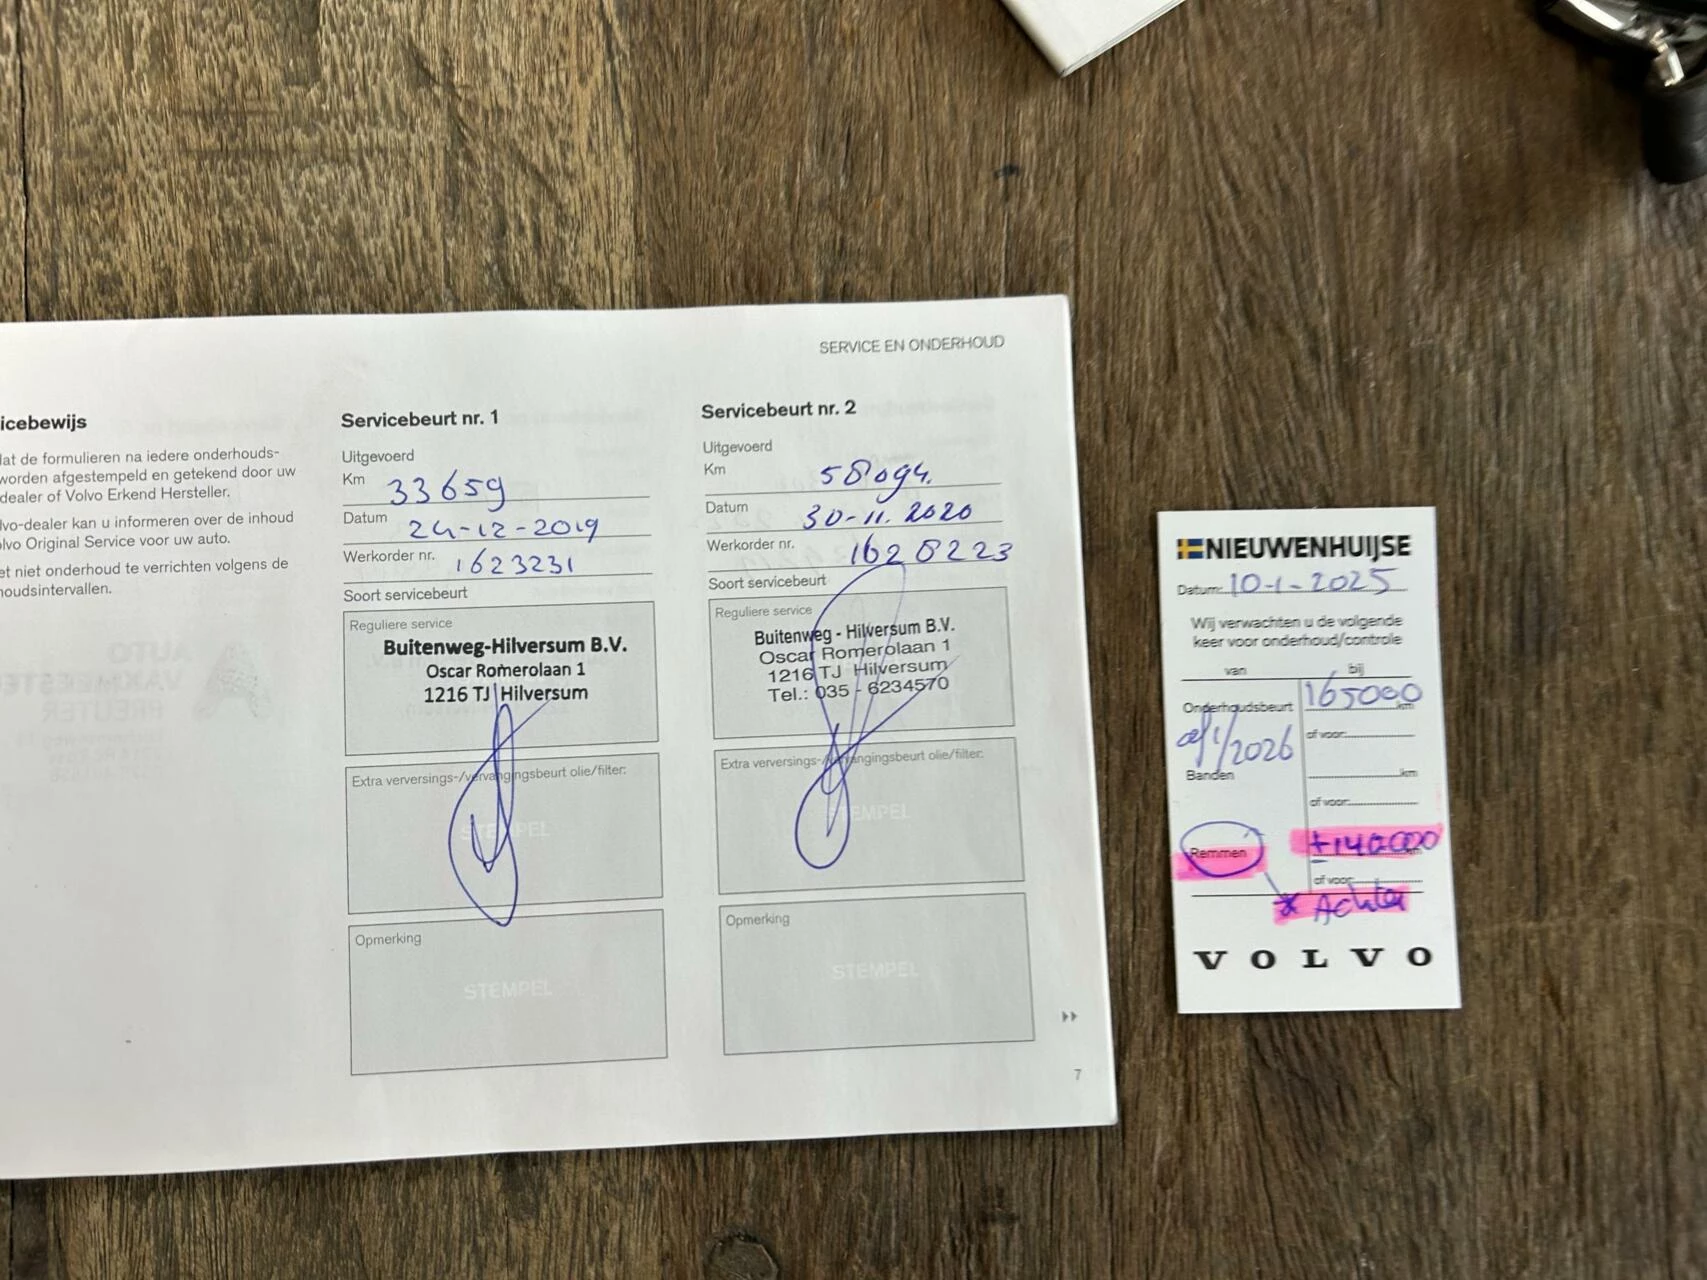 SERVICE EN ONDERHOUD
icebewijs
lat de formulieren na iedere onderhouds-
worden afgestempeld en getekend door uw
dealer of Volvo Erkend Hersteller.
lvo-dealer kan u informeren over de inhoud
olvo Original Service voor uw auto.
et niet onderhoud te verrichten volgens de
houdsintervallen.
Servicebeurt nr. 1
Uitgevoerd
Km 33659
Datum 24-12-2019
Werkorder nr. 1623231
Soort servicebeurt
Reguliere service
Buitenweg-Hilversum B.V.
Oscar Romerolaan 1
1216 TJ Hilversum
Extra verversings-/vervangingsbeurt olie/filter:
STEMPEL
Opmerking
STEMPEL
Servicebeurt nr. 2
Uitgevoerd
Km 58094.
Datum 30-11.2020
Werkorder nr. 1628223
Soort servicebeurt
Reguliere service
Buitenweg - Hilversum B.V.
Oscar Romerolaan 1
1216 TJ Hilversum
Tel.: 035 - 6234570
Extra verversings-/vervangingsbeurt olie/filter:
STEMPEL
Opmerking
STEMPEL
7
NIEUWENHUIJSE
Datum: 10-1-2025
Wij verwachten u de volgende
keer voor onderhoud/controle
van bij
Onderhoudsbeurt 165000 km
of voor:
1/2026
Banden km
of voor:
Remmen ±140.000 km
of voor:
* Achter
VOLVO